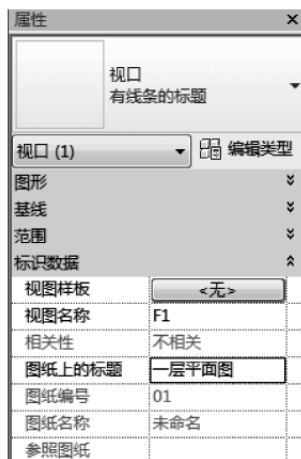 属性
视口
有线条的标题
视口 (1) 编辑类型
图形
基线
范围
标识数据
视图样板 <无>
视图名称 F1
相关性 不相关
图纸上的标题 一层平面图
图纸编号 01
图纸名称 未命名
参照图纸